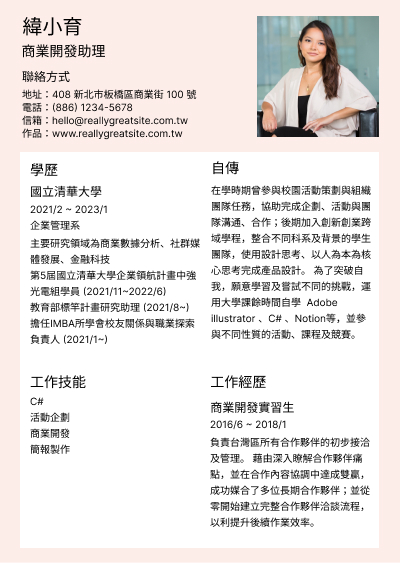 緯小育
商業開發助理
聯絡方式
地址：408 新北市板橋區商業街 100 號
電話：(886) 1234-5678
信箱：hello@reallygreatsite.com.tw
作品：www.reallygreatsite.com.tw
學歷
國立清華大學
2021/2 ~ 2023/1
企業管理系
主要研究領域為商業數據分析、社群媒
體發展、金融科技
第5屆國立清華大學企業領航計畫中強
光電組學員 (2021/11~2022/6)
教育部標竿計畫研究助理 (2021/8~)
擔任IMBA所學會校友關係與職業探索
負責人 (2021/1~)
自傳
在學時期曾參與校園活動策劃與組織
團隊任務，協助完成企劃、活動與團
隊溝通、合作；後期加入創新創業跨
域學程，整合不同科系及背景的學生
團隊，使用設計思考、以人為本為核
心思考完成產品設計。 為了突破自
我，願意學習及嘗試不同的挑戰，運
用大學課餘時間自學 Adobe
illustrator 、C# 、Notion等，並參
與不同性質的活動、課程及競賽。
工作技能
C#
活動企劃
商業開發
簡報製作
工作經歷
商業開發實習生
2016/6 ~ 2018/1
負責台灣區所有合作夥伴的初步接洽
及管理。 藉由深入瞭解合作夥伴痛
點，並在合作內容協調中達成雙贏，
成功媒合了多位長期合作夥伴；並從
零開始建立完整合作夥伴洽談流程，
以利提升後續作業效率。